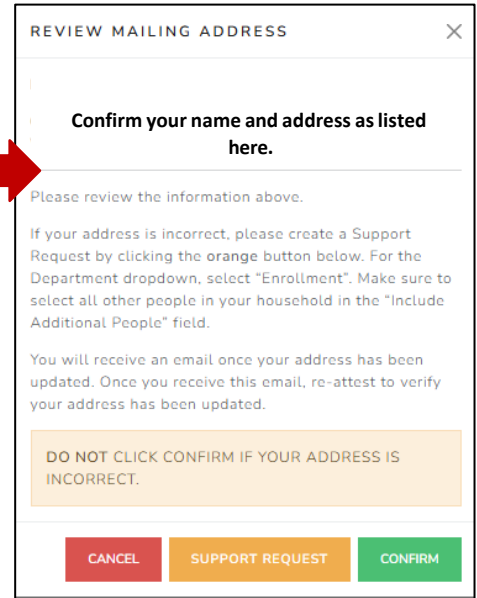 REVIEW MAILING ADDRESS
Confirm your name and address as listed
here.
Please review the information above.
If your address is incorrect, please create a Support
Request by clicking the orange button below. For the
Department dropdown, select “Enrollment”. Make sure to
select all other people in your household in the “Include
Additional People” field.
You will receive an email once your address has been
updated. Once you receive this email, re-attest to verify
your address has been updated.
DO NOT CLICK CONFIRM IF YOUR ADDRESS IS
INCORRECT.
CANCEL SUPPORT REQUEST CONFIRM